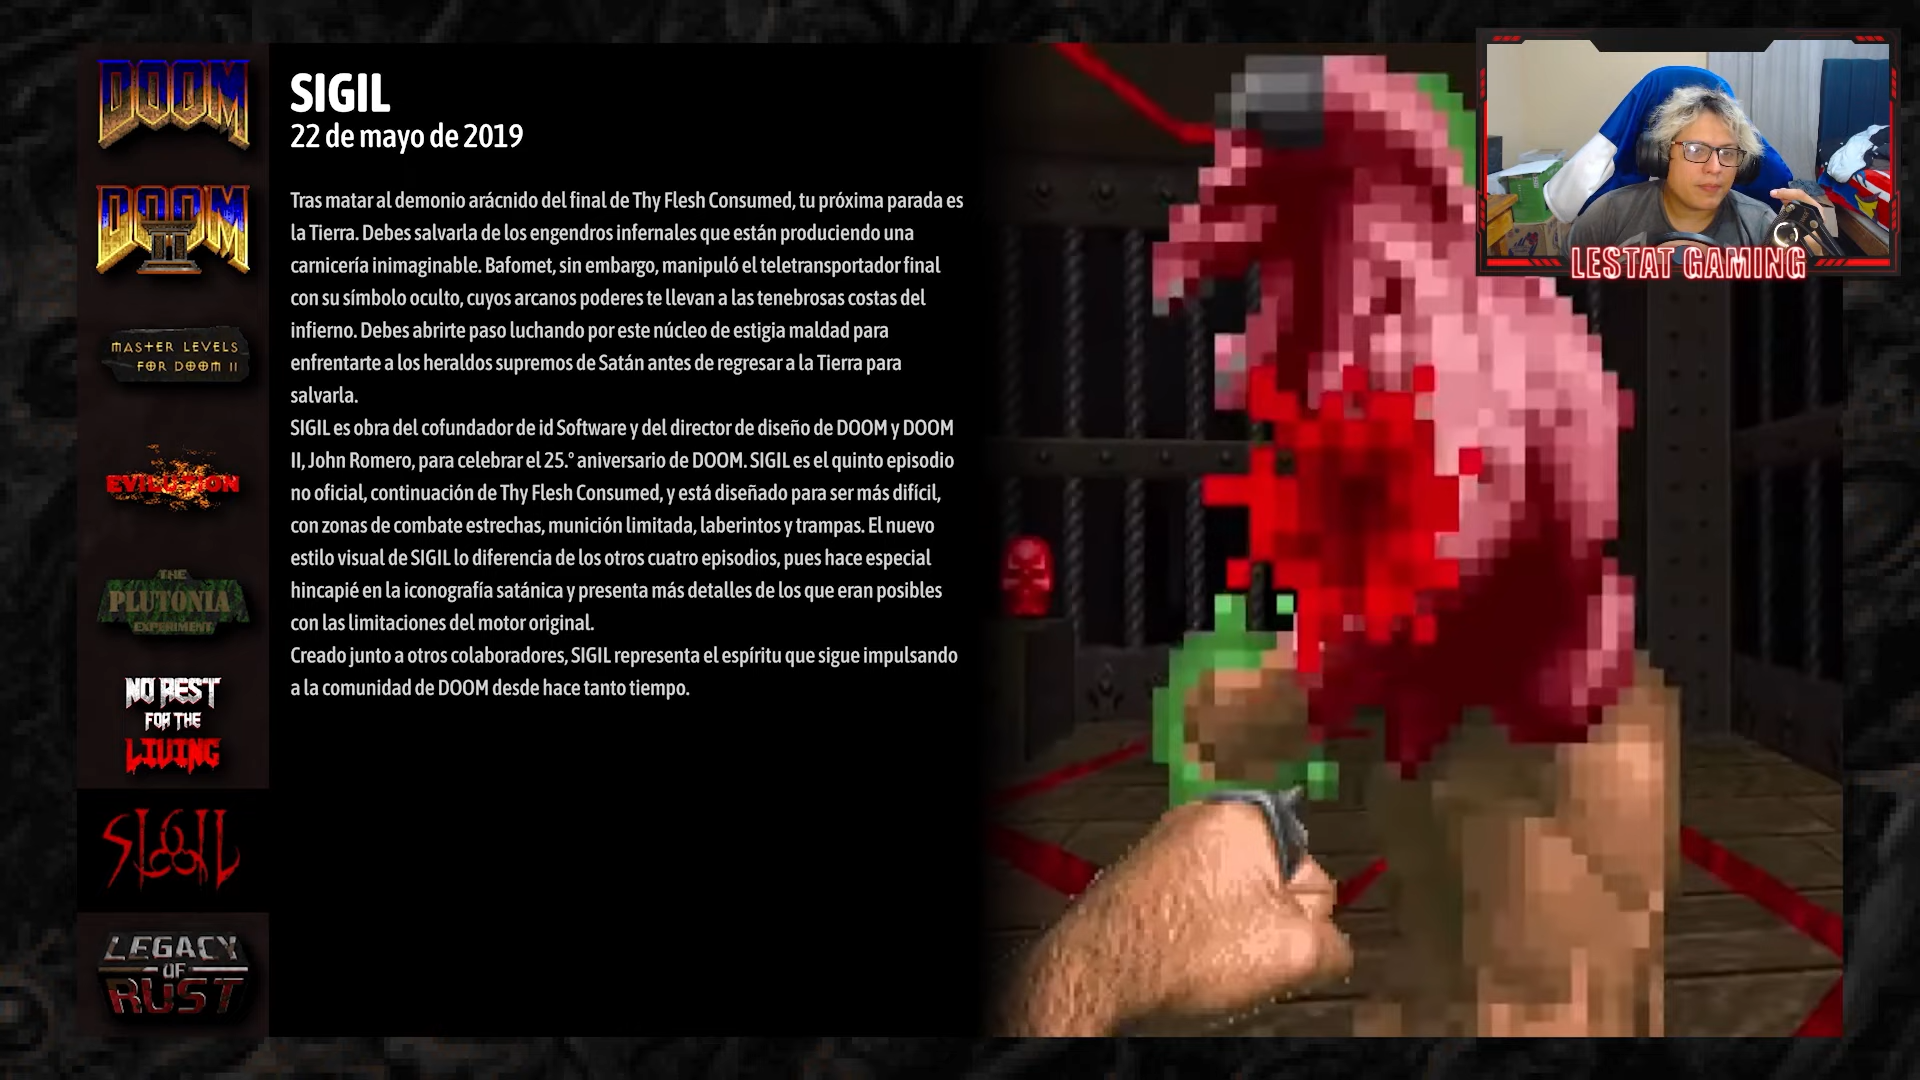 DOOM
DOOM
II
MASTER LEVELS
FOR DOOM II
EVILUTION
THE
PLUTONIA
EXPERIMENT
NO REST
FOR THE
LIVING
SIGIL
LEGACY
OF
RUST
SIGIL
22 de mayo de 2019
Tras matar al demonio arácnido del final de Thy Flesh Consumed, tu próxima parada es
la Tierra. Debes salvarla de los engendros infernales que están produciendo una
carnicería inimaginable. Bafomet, sin embargo, manipuló el teletransportador final
con su símbolo oculto, cuyos arcanos poderes te llevan a las tenebrosas costas del
infierno. Debes abrirte paso luchando por este núcleo de estigia maldad para
enfrentarte a los heraldos supremos de Satán antes de regresar a la Tierra para
salvarla.
SIGIL es obra del cofundador de id Software y del director de diseño de DOOM y DOOM
II, John Romero, para celebrar el 25.° aniversario de DOOM. SIGIL es el quinto episodio
no oficial, continuación de Thy Flesh Consumed, y está diseñado para ser más difícil,
con zonas de combate estrechas, munición limitada, laberintos y trampas. El nuevo
estilo visual de SIGIL lo diferencia de los otros cuatro episodios, pues hace especial
hincapié en la iconografía satánica y presenta más detalles de los que eran posibles
con las limitaciones del motor original.
Creado junto a otros colaboradores, SIGIL representa el espíritu que sigue impulsando
a la comunidad de DOOM desde hace tanto tiempo.
LESTAT GAMING